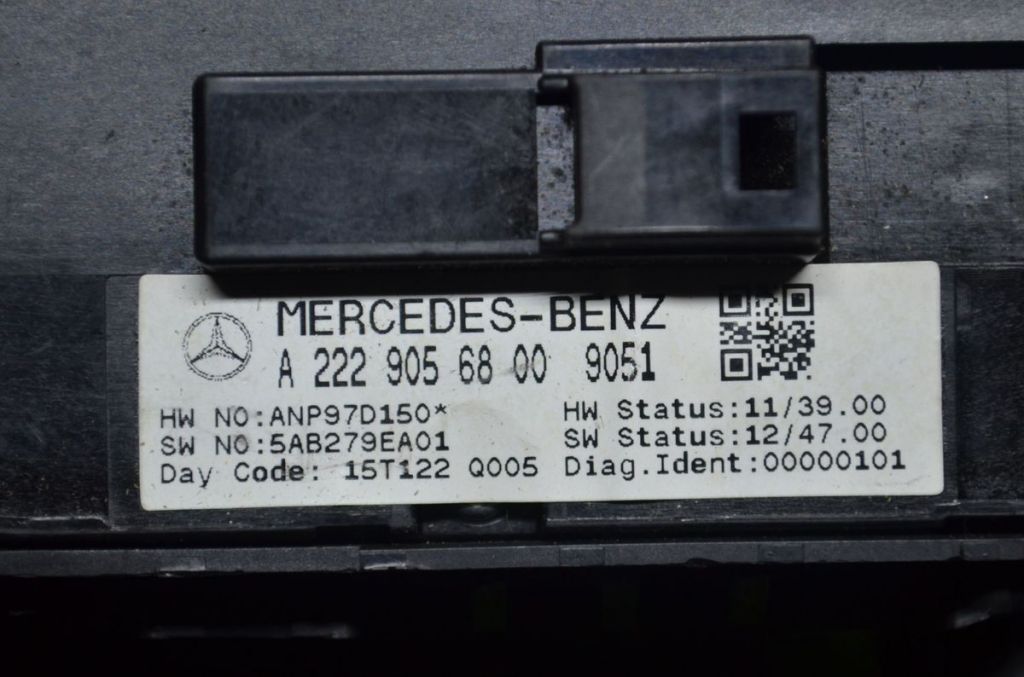 MERCEDES-BENZ
A 222 905 68 00 9051
HW NO:ANP97D150* HW Status:11/39.00
SW NO:5AB279EA01 SW Status:12/47.00
Day Code: 15T122 Q005 Diag.Ident:00000101